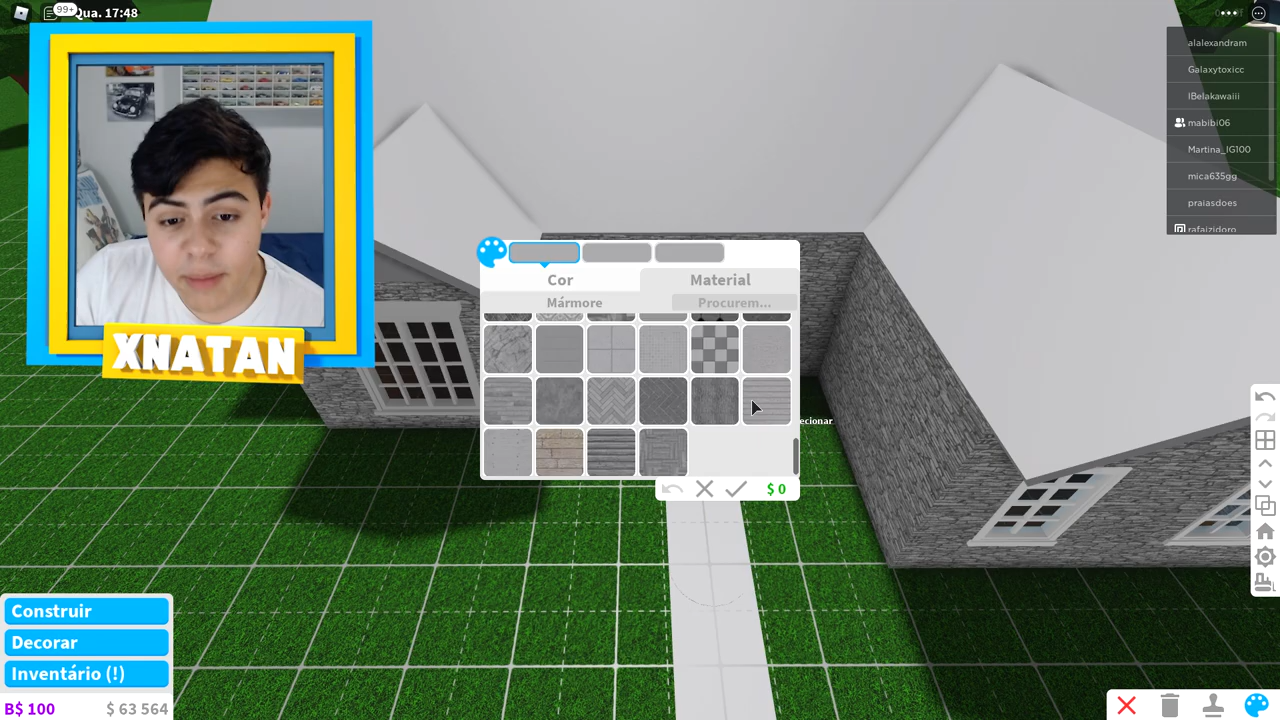 99+
Qua. 17:48
XNATAN
alalexandram
Galaxytoxicc
IBelakawaiii
mabibi06
Martina_IG100
mica635gg
praiasdoes
rafaizidoro
Cor
Material
Mármore
Procurem...
ecionar
$ 0
Construir
Decorar
Inventário (!)
B$ 100
$ 63 564